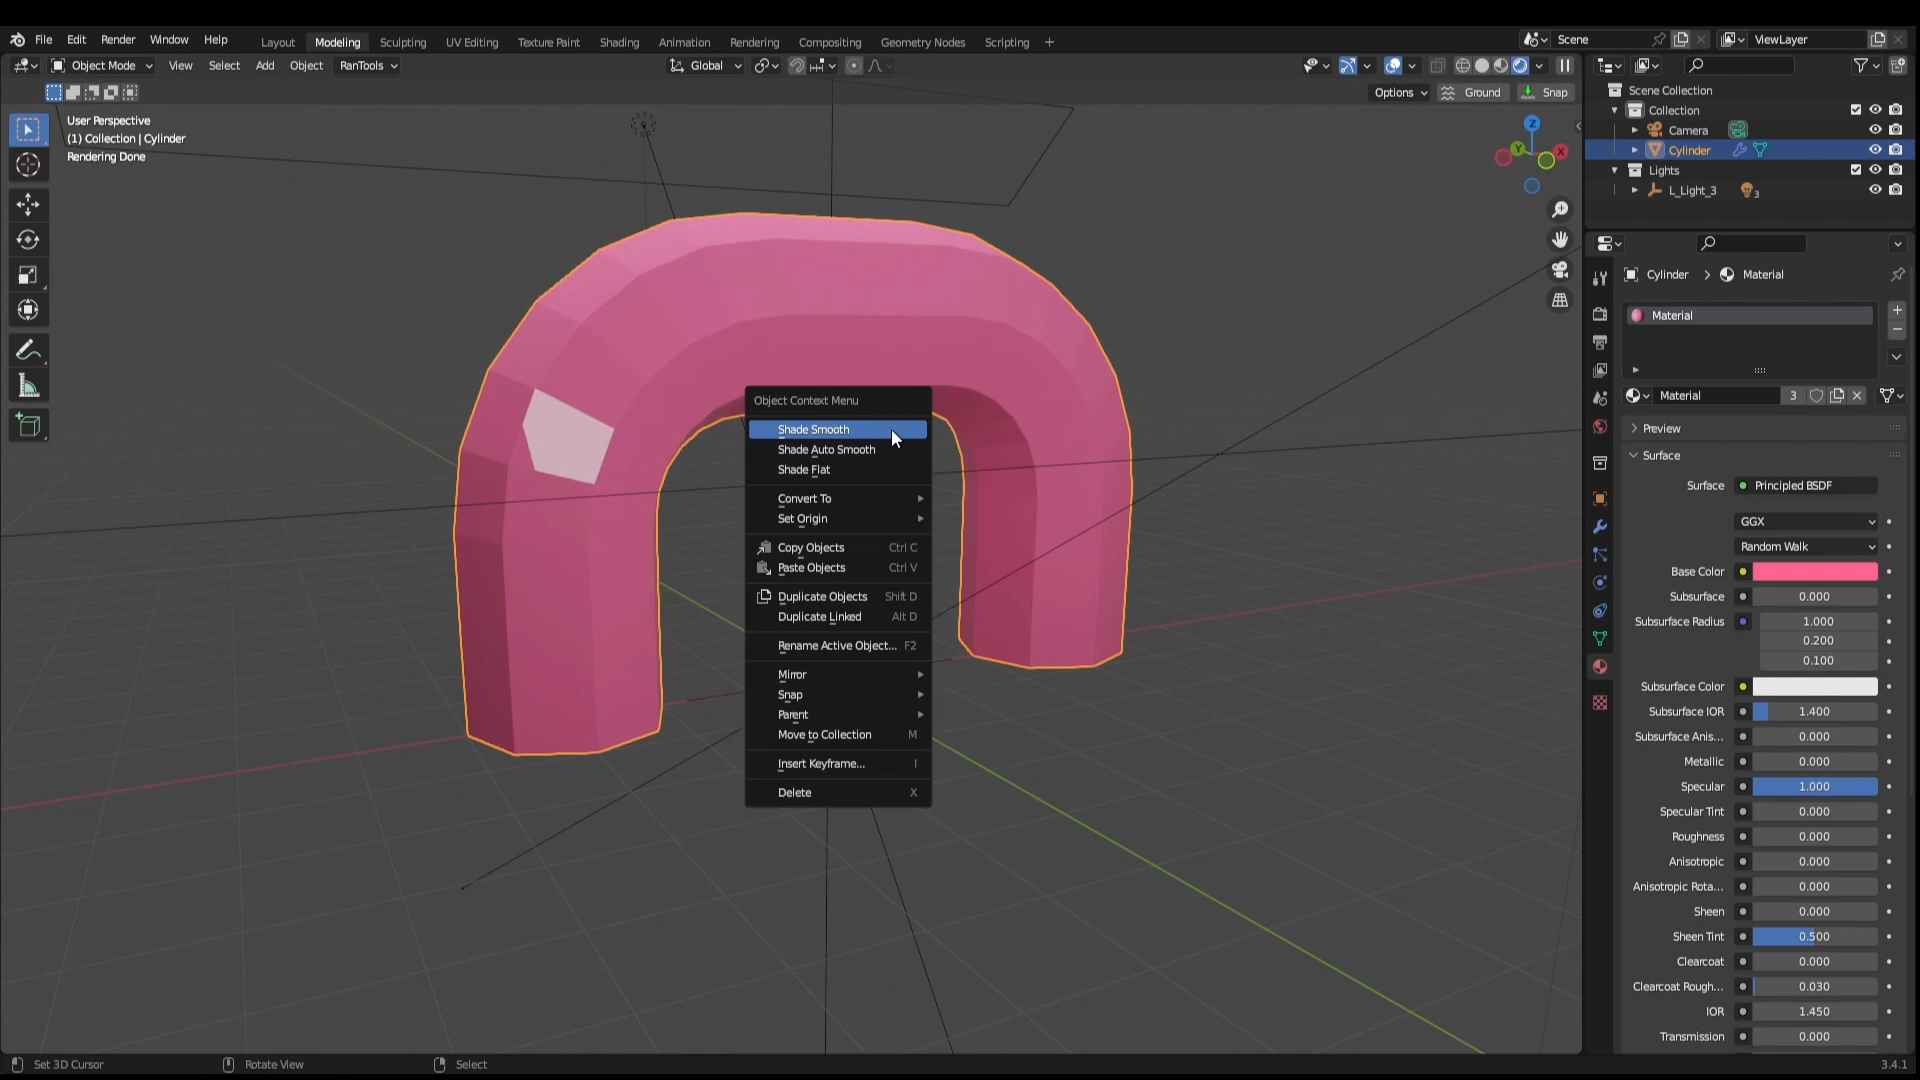 File Edit Render Window Help Layout Modeling Sculpting UV Editing Texture Paint Shading Animation Rendering Compositing Geometry Nodes Scripting + Scene ViewLayer
Object Mode View Select Add Object RanTools Global
Options Ground Snap
User Perspective
(1) Collection | Cylinder
Rendering Done
Z
Y
X
Object Context Menu
Shade Smooth
Shade Auto Smooth
Shade Flat
Convert To
Set Origin
Copy Objects Ctrl C
Paste Objects Ctrl V
Duplicate Objects Shift D
Duplicate Linked Alt D
Rename Active Object... F2
Mirror
Snap
Parent
Move to Collection M
Insert Keyframe... I
Delete X
Scene Collection
Collection
Camera
Cylinder
Lights
L_Light_3 3
Cylinder > Material
Material
Material 3
Preview
Surface
Surface Principled BSDF
GGX
Random Walk
Base Color
Subsurface 0.000
Subsurface Radius 1.000
0.200
0.100
Subsurface Color
Subsurface IOR 1.400
Subsurface Anis... 0.000
Metallic 0.000
Specular 1.000
Specular Tint 0.000
Roughness 0.000
Anisotropic 0.000
Anisotropic Rota... 0.000
Sheen 0.000
Sheen Tint 0.500
Clearcoat 0.000
Clearcoat Rough... 0.030
IOR 1.450
Transmission 0.000
Set 3D Cursor Rotate View Select 3.4.1